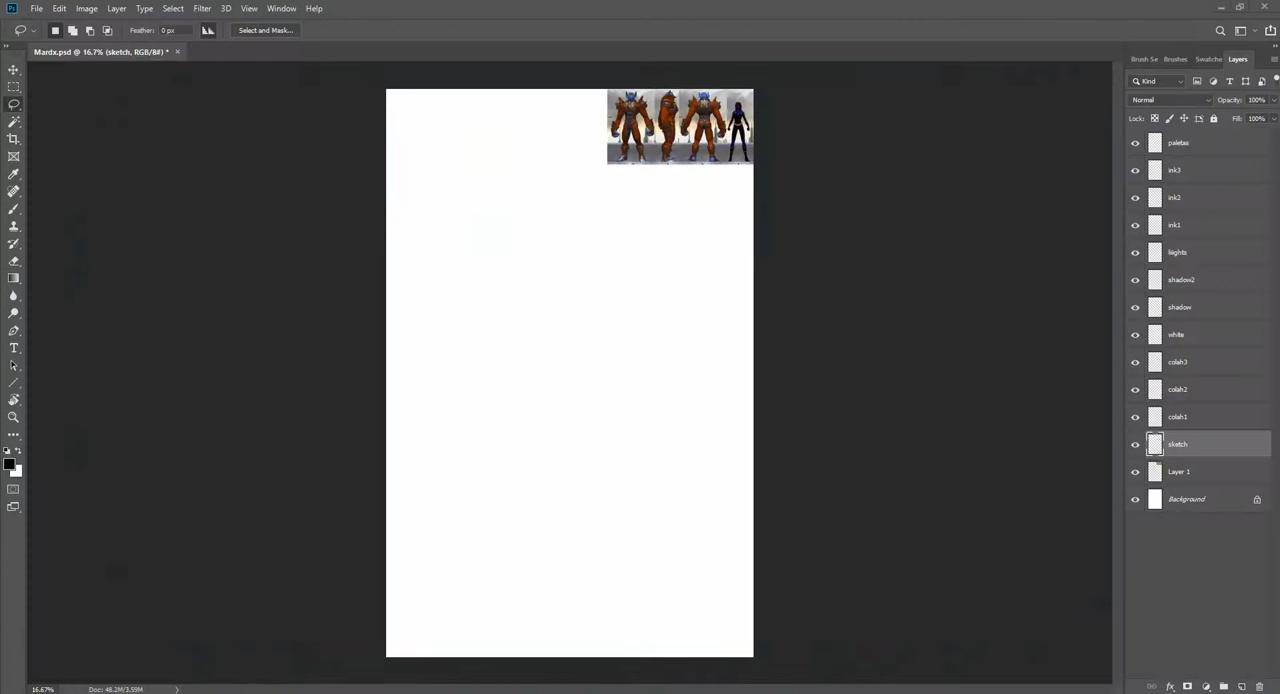 Ps File Edit Image Layer Type Select Filter 3D View Window Help
Feather: 0 px Select and Mask...
Mardx.psd @ 16.7% (sketch, RGB/8#) * ×
Brush Se Brushes Swatche Layers
Kind
Normal Opacity: 100%
Lock: Fill: 100%
paletas
ink3
ink2
ink1
lights
shadow2
shadow
white
colah3
colah2
colah1
sketch
Layer 1
Background
16.67% Doc: 48.2M/3.59M